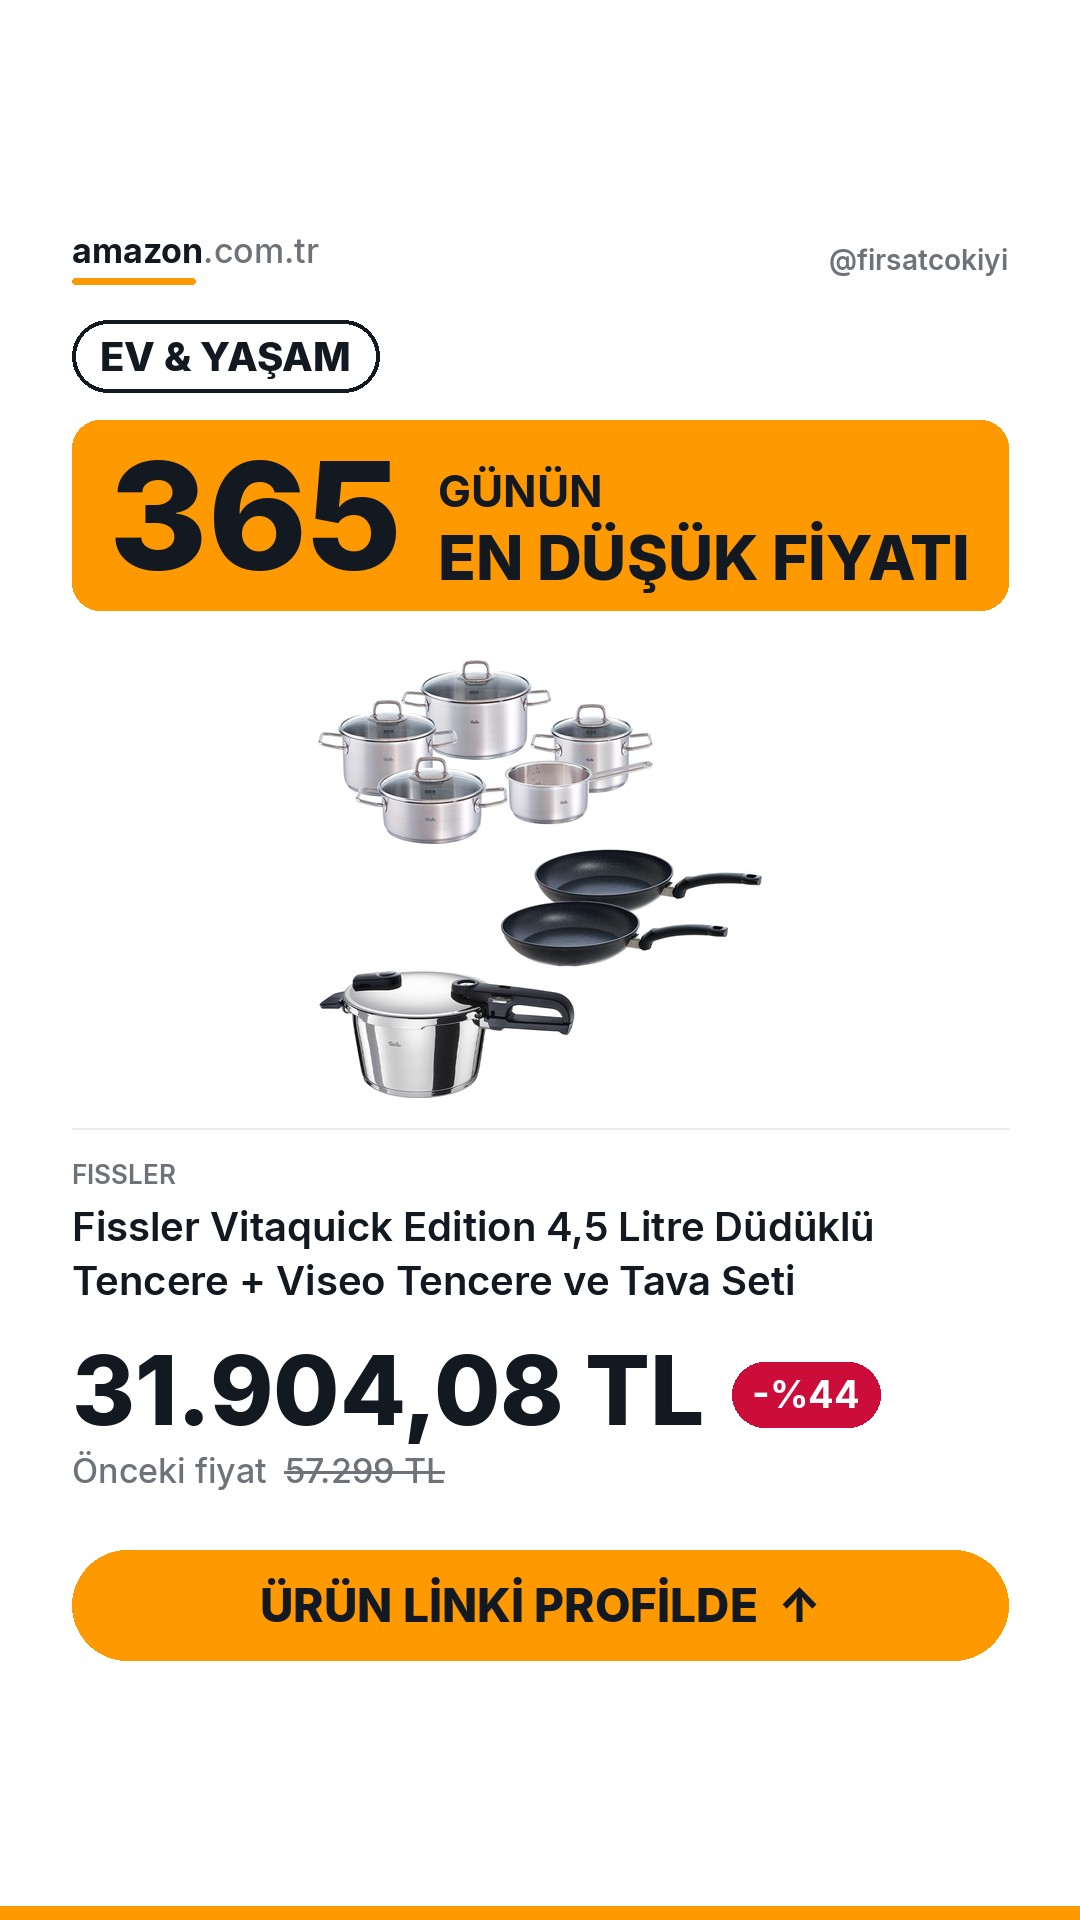 amazon.com.tr
@firsatcokiyi
EV & YAŞAM
365
GÜNÜN
EN DÜŞÜK FİYATI
FISSLER
Fissler Vitaquick Edition 4,5 Litre Düdüklü
Tencere + Viseo Tencere ve Tava Seti
31.904,08 TL
-%44
Önceki fiyat 57.299 TL
ÜRÜN LİNKİ PROFİLDE ↑